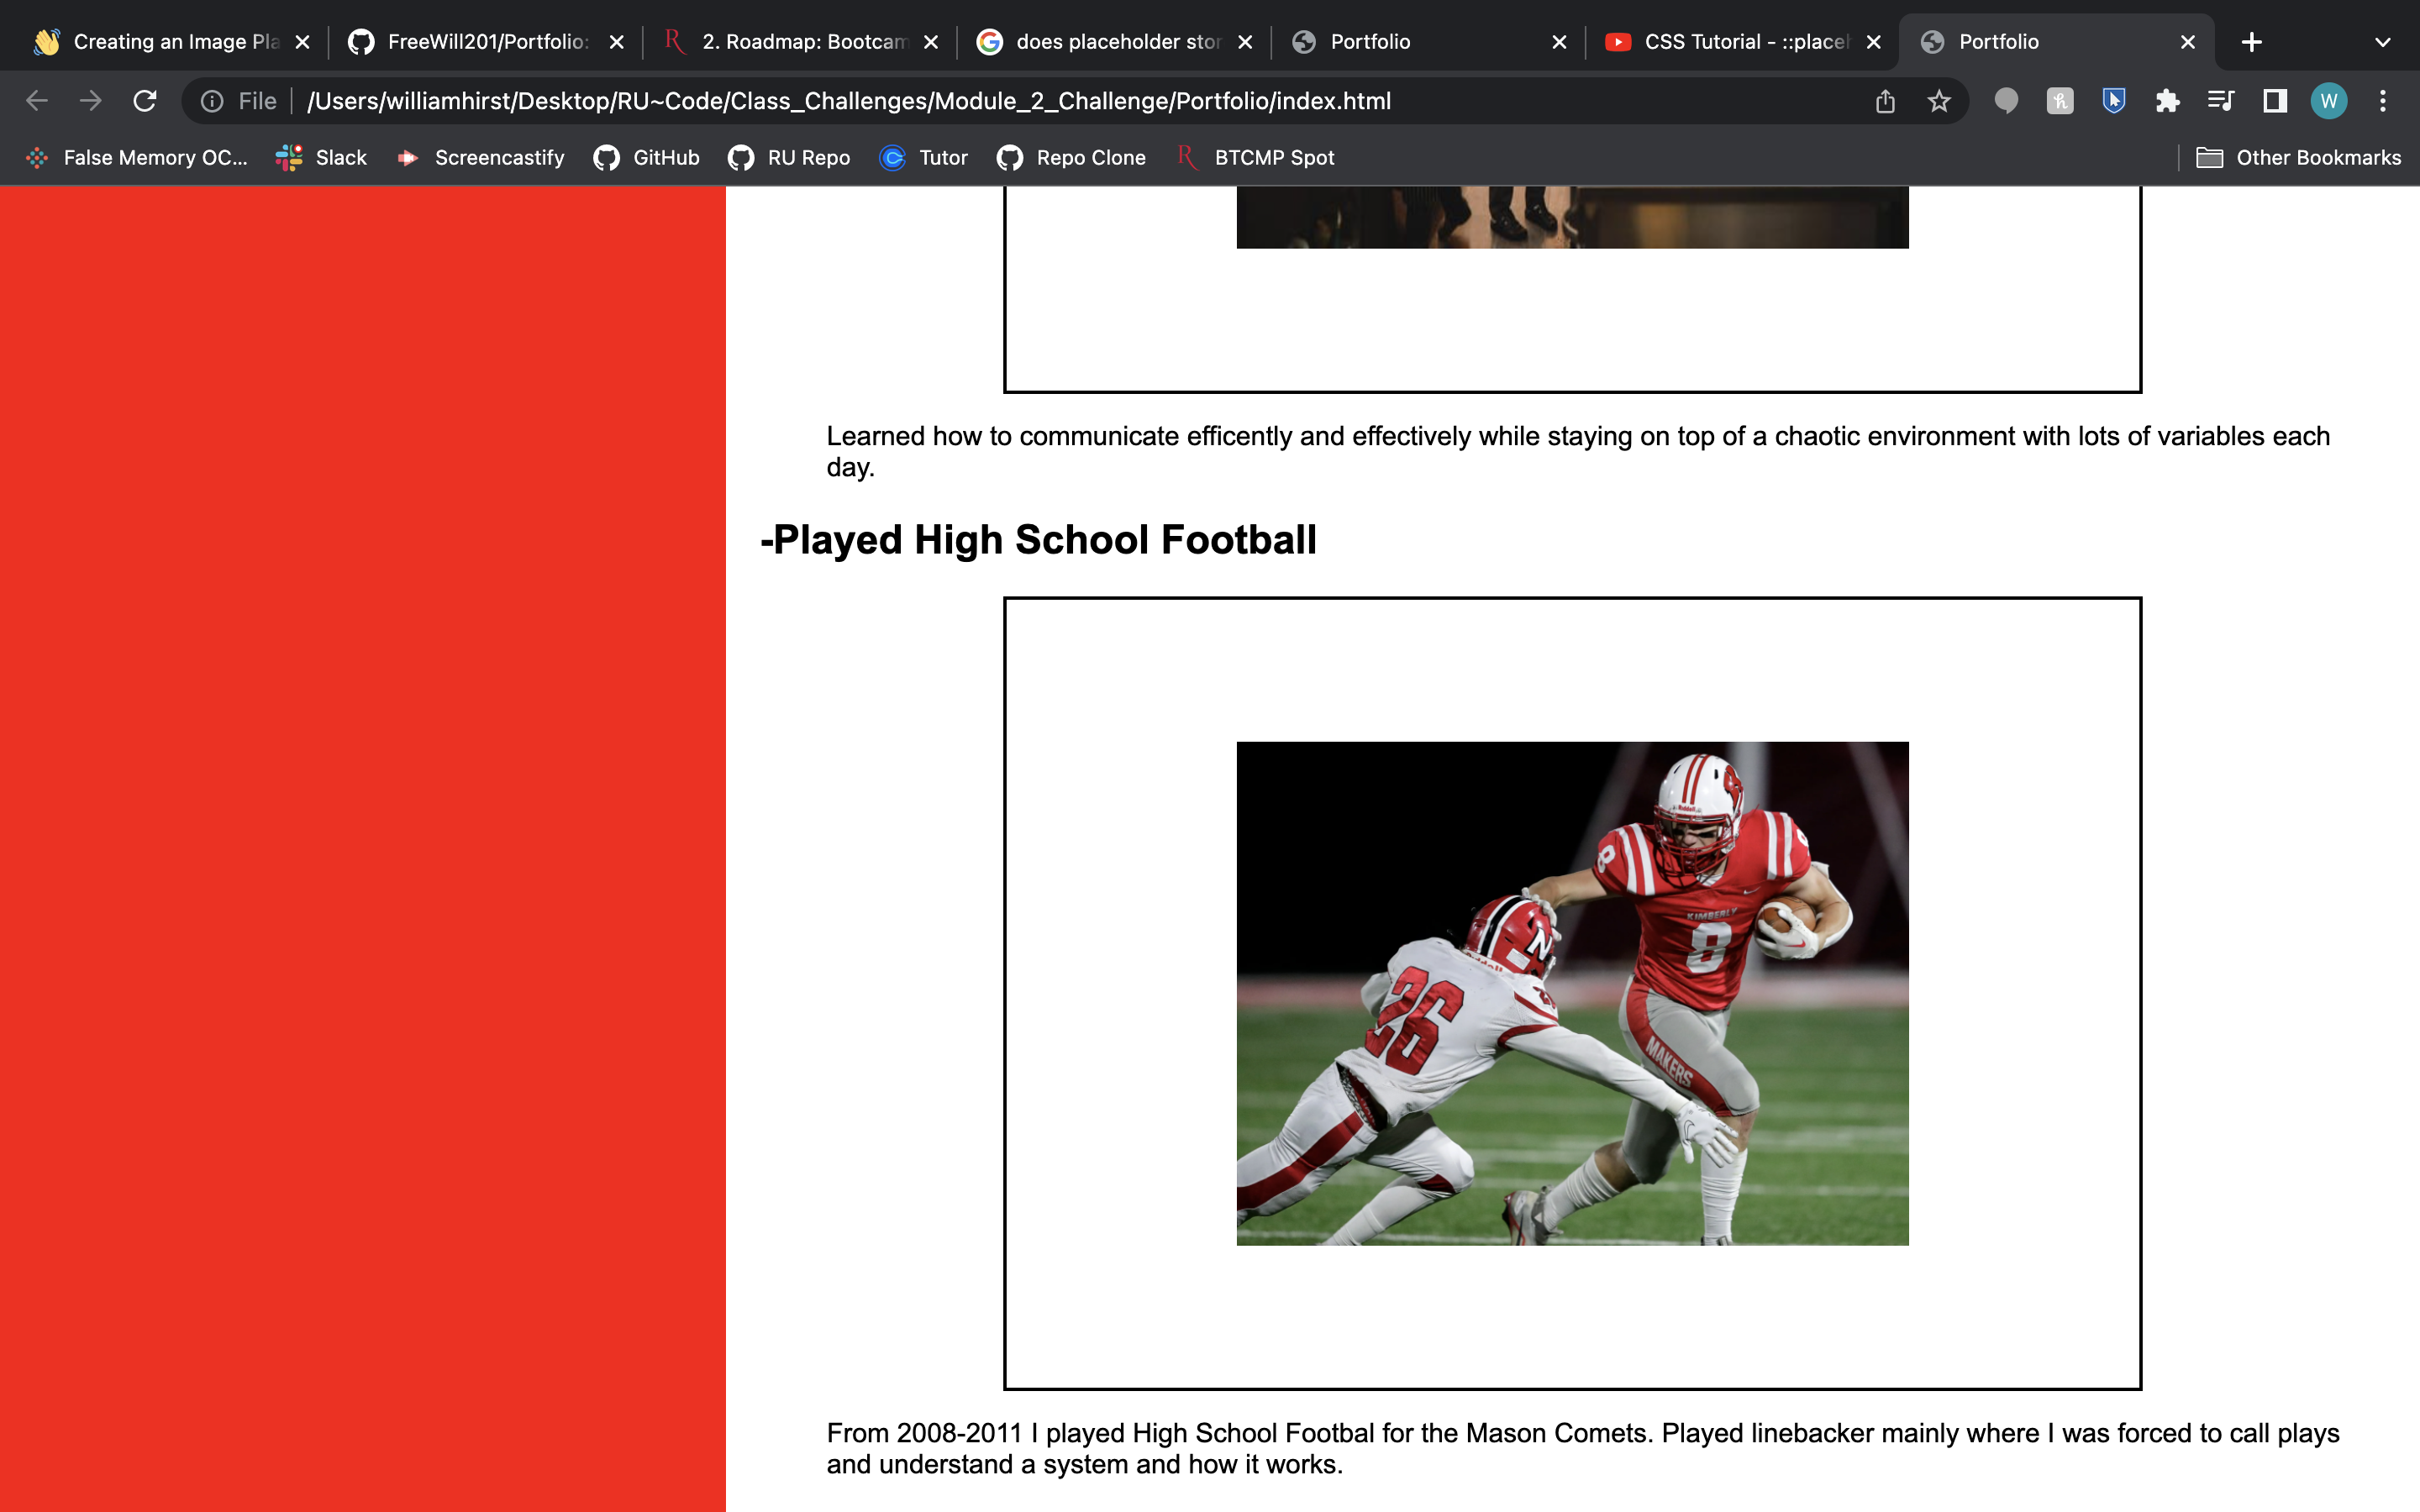 Creating an Image Pla
FreeWill201/Portfolio:
R 2. Roadmap: Bootcam
does placeholder stor
Portfolio
CSS Tutorial - ::placeh
Portfolio
File /Users/williamhirst/Desktop/RU~Code/Class_Challenges/Module_2_Challenge/Portfolio/index.html
h
W
False Memory OC...
Slack
Screencastify
GitHub
RU Repo
Tutor
Repo Clone
R BTCMP Spot
Other Bookmarks
Learned how to communicate efficently and effectively while staying on top of a chaotic environment with lots of variables each
day.
-Played High School Football
Riddell
8
KIMBERLY
8
N
26
MAKERS
From 2008-2011 I played High School Footbal for the Mason Comets. Played linebacker mainly where I was forced to call plays
and understand a system and how it works.